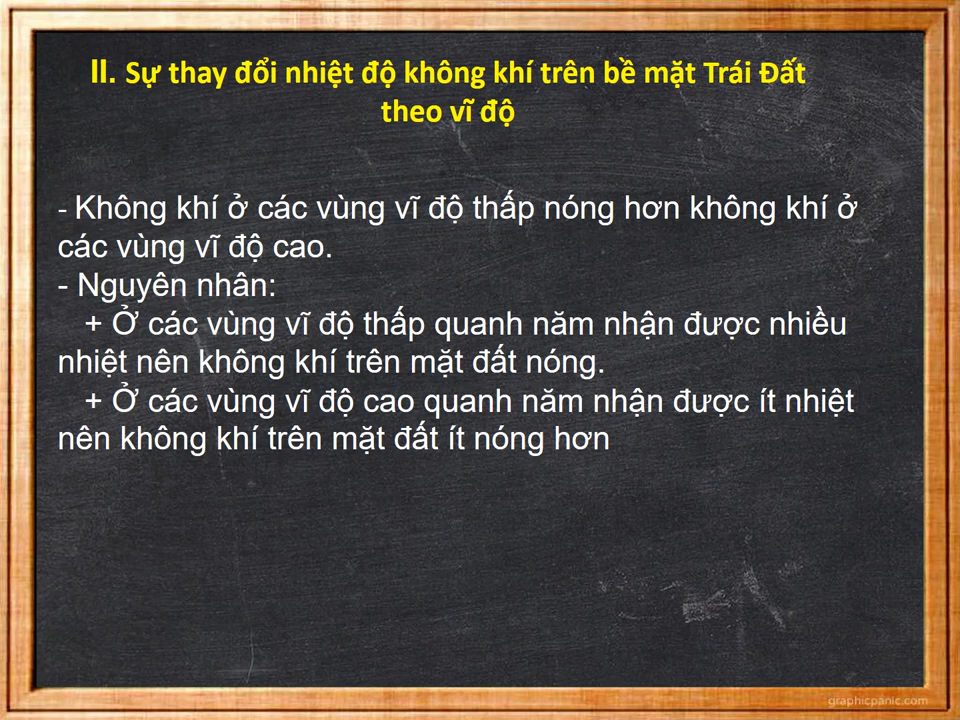 II. Sự thay đổi nhiệt độ không khí trên bề mặt Trái Đất
theo vĩ độ
- Không khí ở các vùng vĩ độ thấp nóng hơn không khí ở
các vùng vĩ độ cao.
- Nguyên nhân:
+ Ở các vùng vĩ độ thấp quanh năm nhận được nhiều
nhiệt nên không khí trên mặt đất nóng.
+ Ở các vùng vĩ độ cao quanh năm nhận được ít nhiệt
nên không khí trên mặt đất ít nóng hơn
graphicpanic.com